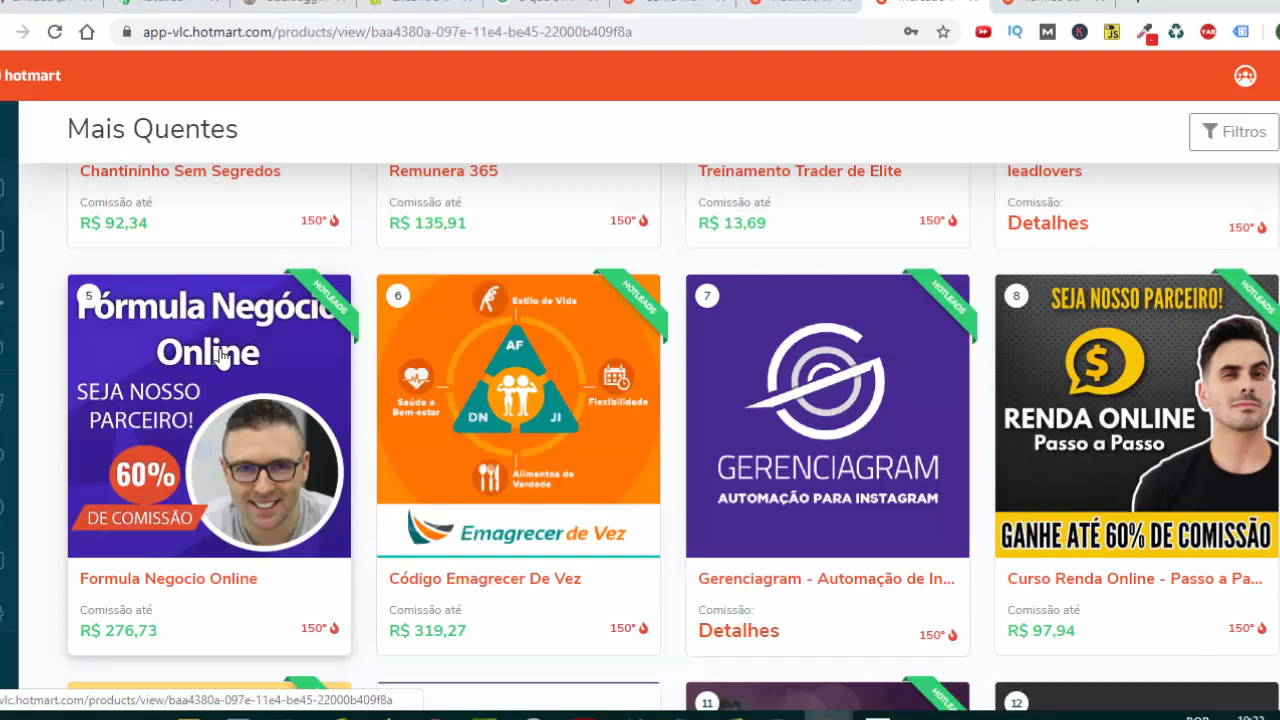 app-vlc.hotmart.com/products/view/baa4380a-097e-11e4-be45-22000b409f8a
hotmart
Mais Quentes
Filtros
Chantininho Sem Segredos
Comissão até
R$ 92,34
150°
Remunera 365
Comissão até
R$ 135,91
150°
Treinamento Trader de Elite
Comissão até
R$ 13,69
150°
leadlovers
Comissão:
Detalhes
150°
5
HOTLEADS
Fórmula Negócio
Online
SEJA NOSSO
PARCEIRO!
60%
DE COMISSÃO
Formula Negocio Online
Comissão até
R$ 276,73
150°
6
HOTLEADS
Estilo de Vida
AF
Saúde e
Bem-estar
Flexibilidade
DN
JI
Alimentos de
Verdade
Emagrecer de Vez
Código Emagrecer De Vez
Comissão até
R$ 319,27
150°
7
HOTLEADS
GERENCIAGRAM
AUTOMAÇÃO PARA INSTAGRAM
Gerenciagram - Automação de In...
Comissão:
Detalhes
150°
8
HOTLEADS
SEJA NOSSO PARCEIRO!
$
RENDA ONLINE
Passo a Passo
GANHE ATÉ 60% DE COMISSÃO
Curso Renda Online - Passo a Pa...
Comissão até
R$ 97,94
150°
11
HOTLEADS
12
vlc.hotmart.com/products/view/baa4380a-097e-11e4-be45-22000b409f8a